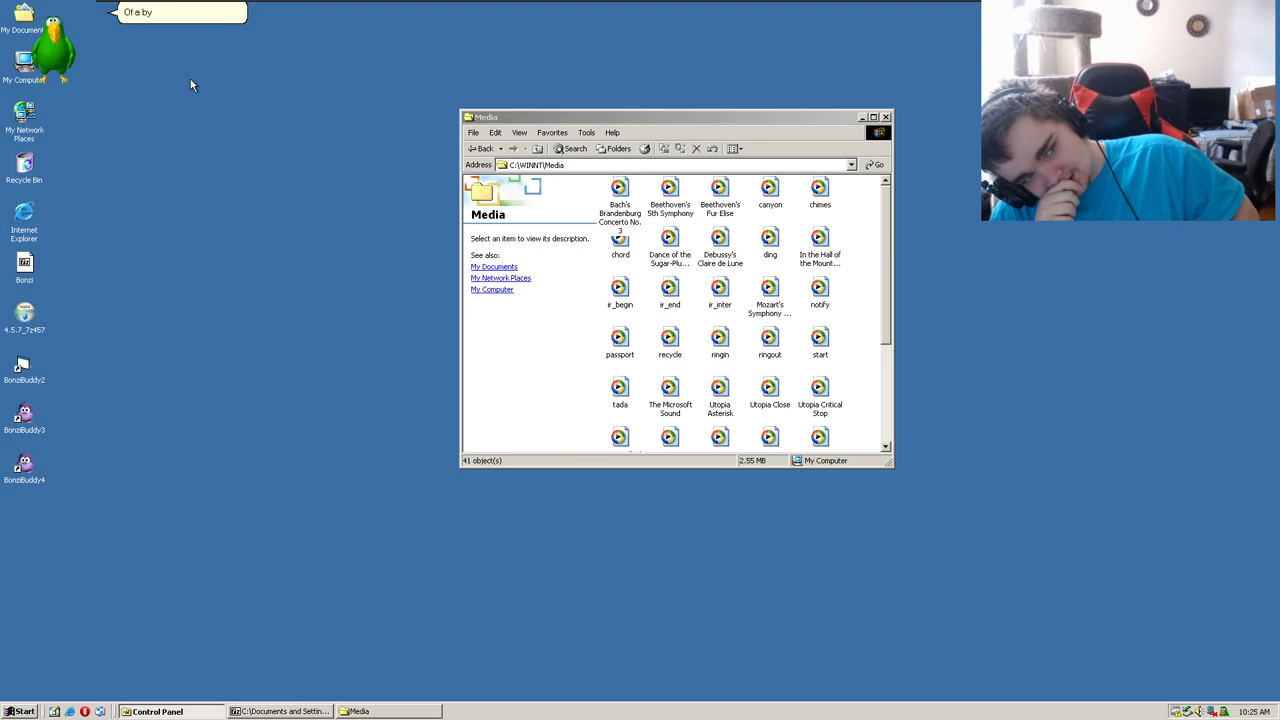 Of a by
My Document
My Compute
My Network
Places
Recycle Bin
Internet
Explorer
Bonzi
4.5.7_7z457
BonziBuddy2
BonziBuddy3
BonziBuddy4
Media
File Edit View Favorites Tools Help
Back Search Folders
Address C:\WINNT\Media Go
Media
Select an item to view its description.
See also:
My Documents
My Network Places
My Computer
Bach's
Brandenburg
Concerto No.
3
Beethoven's
5th Symphony
Beethoven's
Fur Elise
canyon
chimes
chord
Dance of the
Sugar-Plu...
Debussy's
Claire de Lune
ding
In the Hall of
the Mount...
ir_begin
ir_end
ir_inter
Mozart's
Symphony ...
notify
passport
recycle
ringin
ringout
start
tada
The Microsoft
Sound
Utopia
Asterisk
Utopia Close
Utopia Critical
Stop
41 object(s) 2.55 MB My Computer
Start Control Panel C:\Documents and Settin... Media 10:25 AM